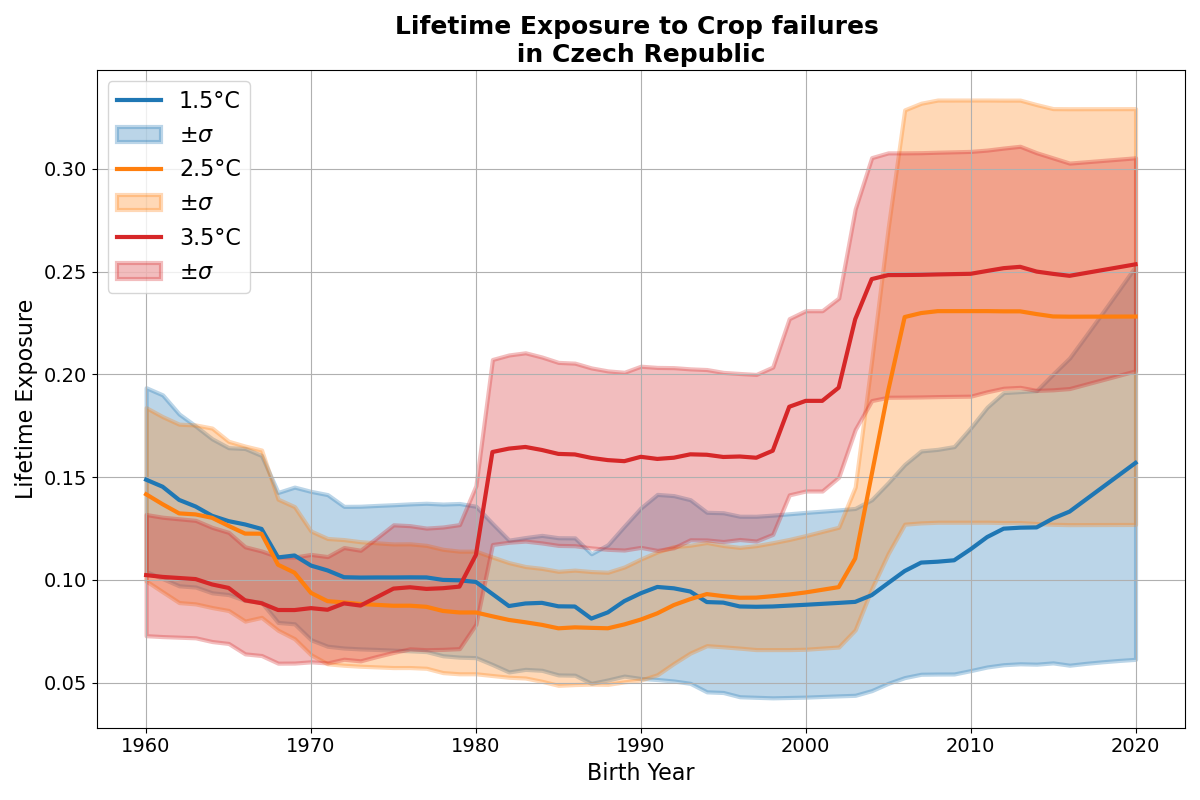 Lifetime Exposure to Crop failures
in Czech Republic
1.5°C
±σ
2.5°C
±σ
3.5°C
±σ
Lifetime Exposure
0.30
0.25
0.20
0.15
0.10
0.05
1960 1970 1980 1990 2000 2010 2020
Birth Year